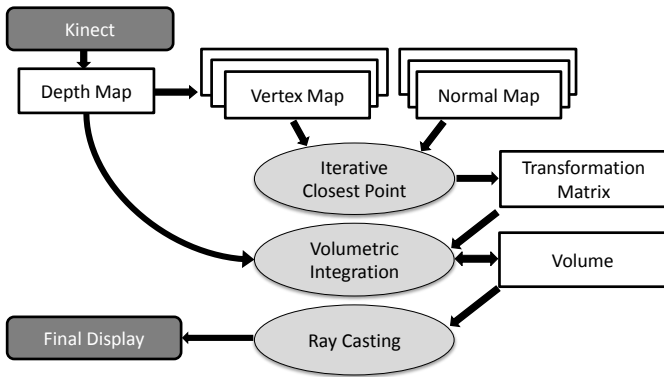 Kinect
Depth Map
Vertex Map
Normal Map
Iterative
Closest Point
Transformation
Matrix
Volumetric
Integration
Volume
Final Display
Ray Casting